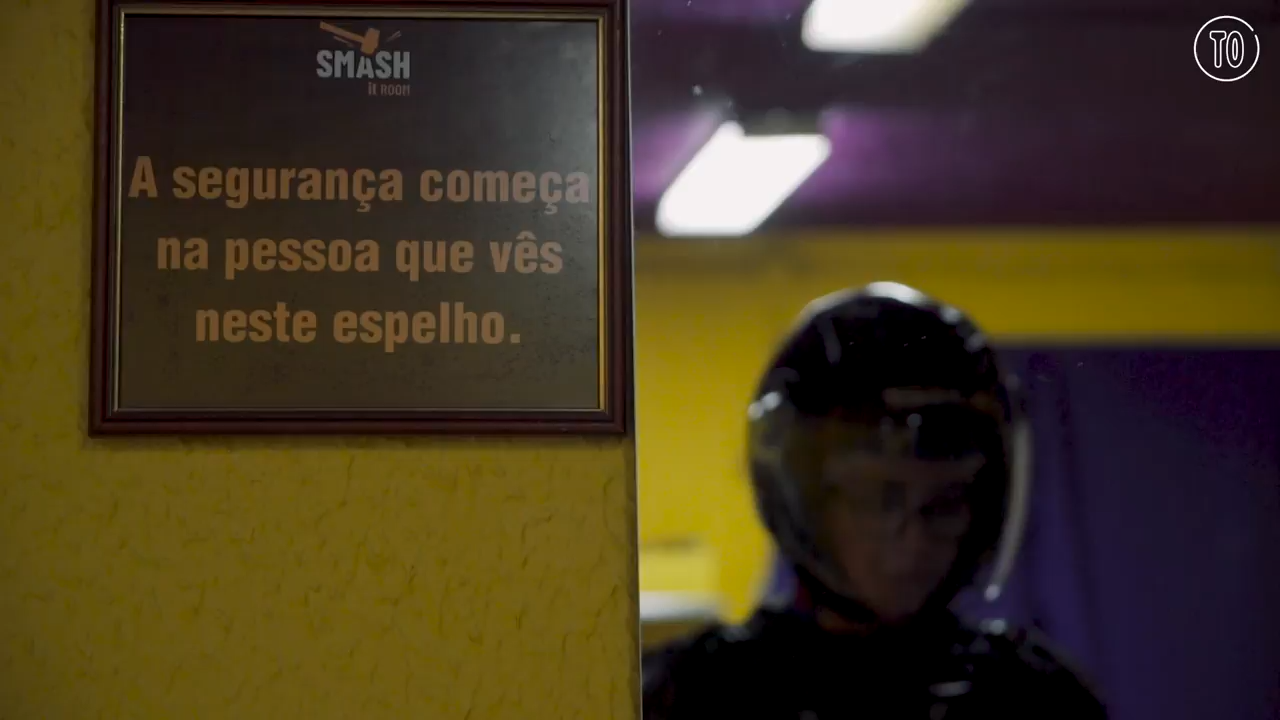 TO
SMASH
it ROOM
A segurança começa
na pessoa que vês
neste espelho.